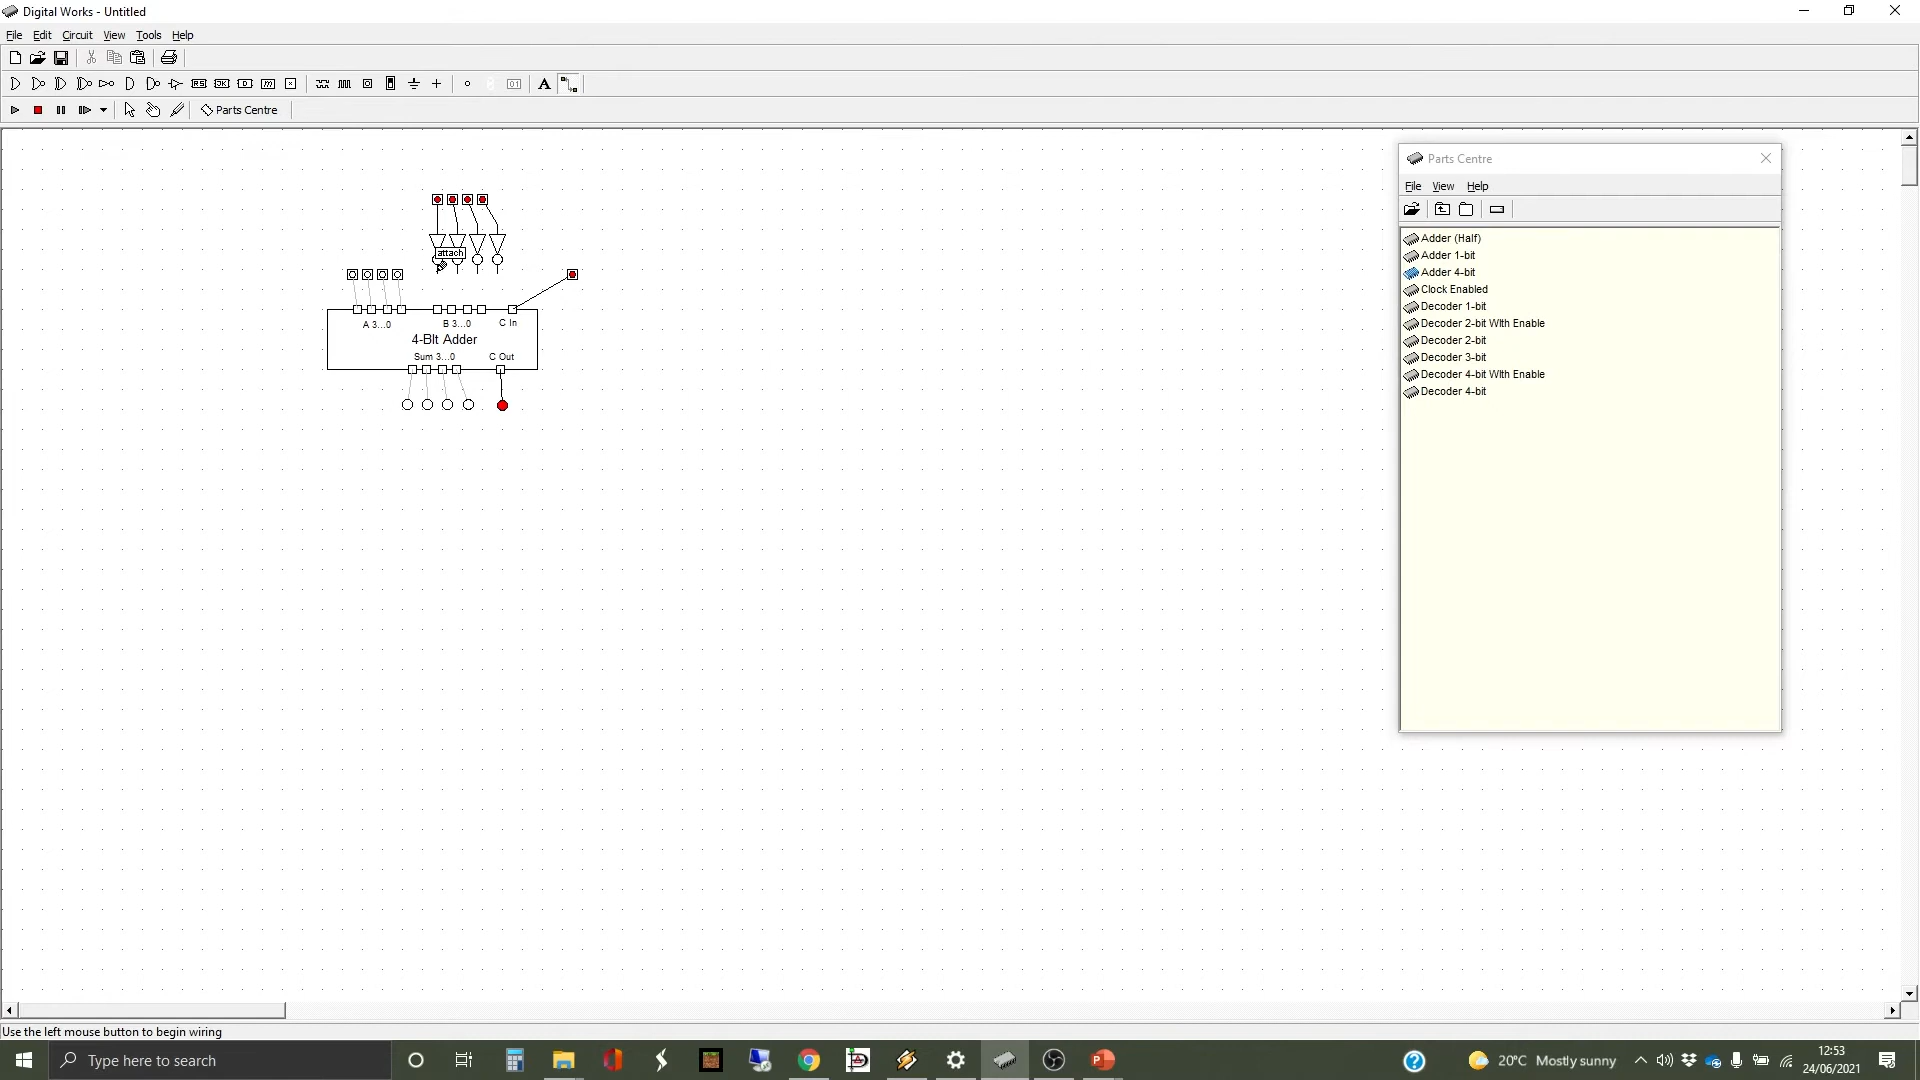 Digital Works - Untitled
File Edit Circuit View Tools Help
RS JK D m x
01 A
Parts Centre
attach
A 3...0 B 3...0 C In
4-BIt Adder
Sum 3...0 C Out
Parts Centre
File View Help
Adder (Half)
Adder 1-bit
Adder 4-bit
Clock Enabled
Decoder 1-bit
Decoder 2-bit WIth Enable
Decoder 2-bit
Decoder 3-bit
Decoder 4-bit WIth Enable
Decoder 4-bit
Use the left mouse button to begin wiring
Type here to search
20°C Mostly sunny
12:53
24/06/2021